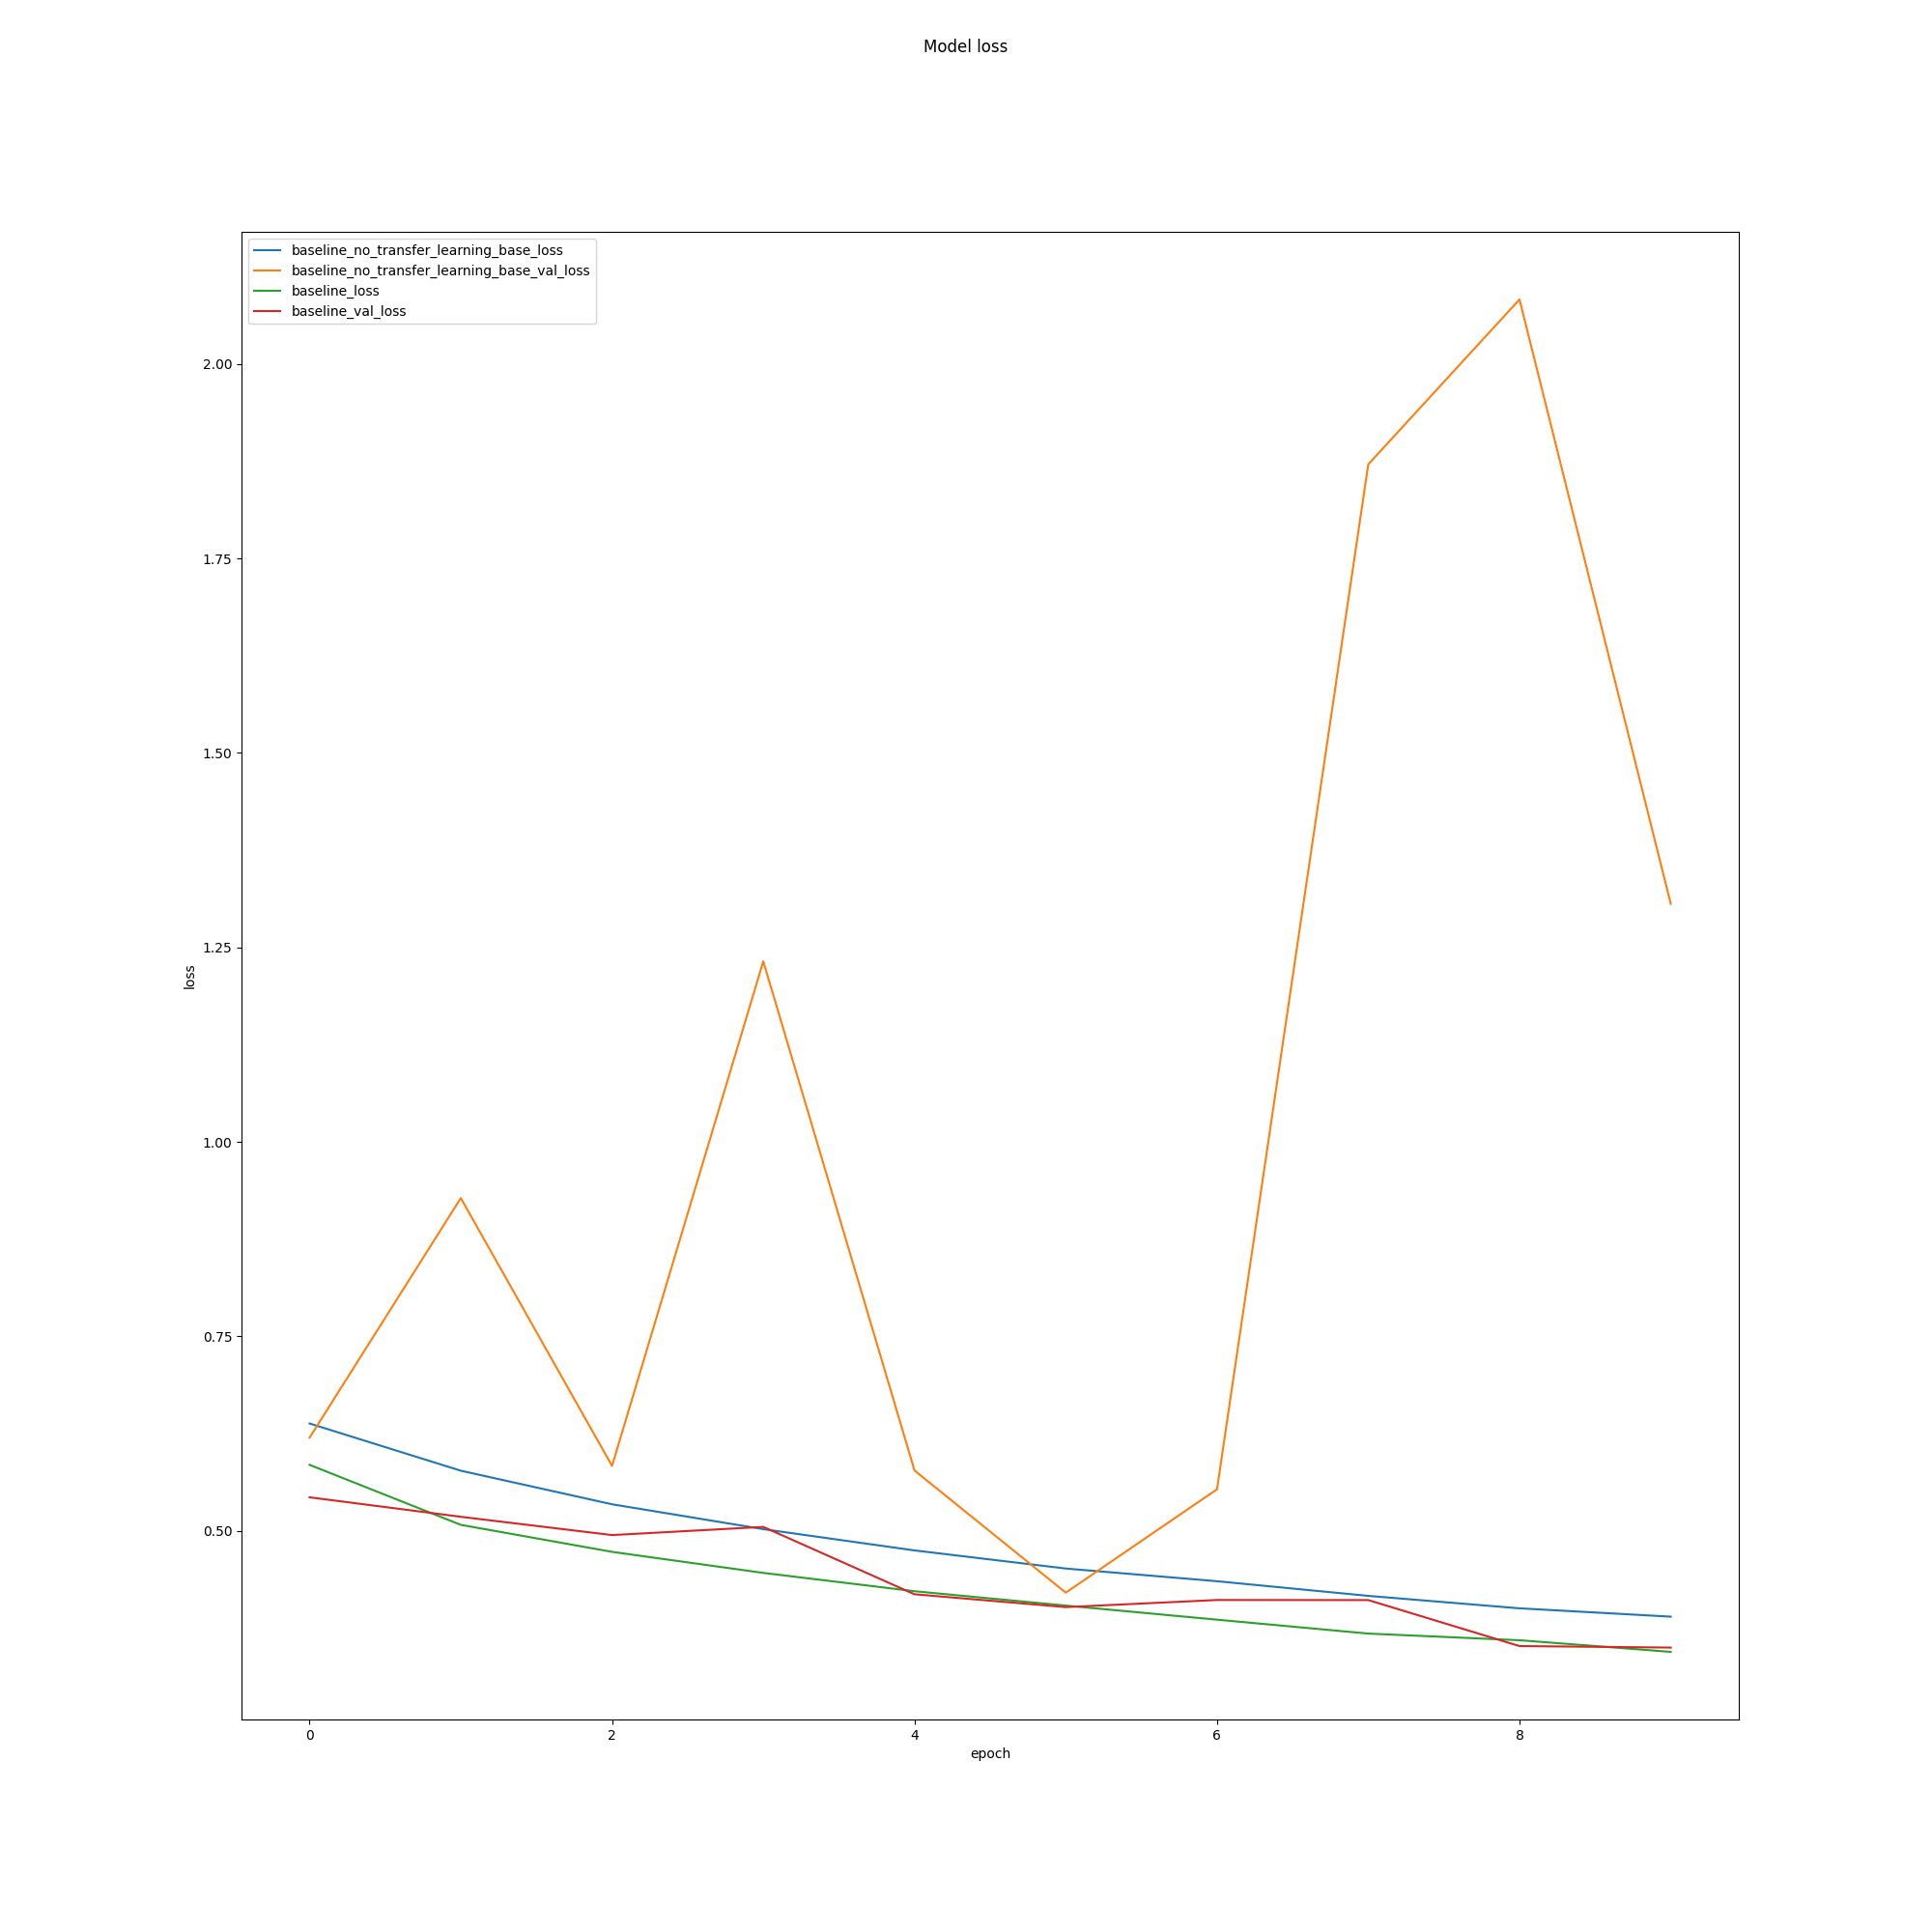 Model loss
baseline_no_transfer_learning_base_loss
baseline_no_transfer_learning_base_val_loss
baseline_loss
baseline_val_loss
2.00
1.75
1.50
1.25
1.00
0.75
0.50
loss
0 2 4 6 8
epoch